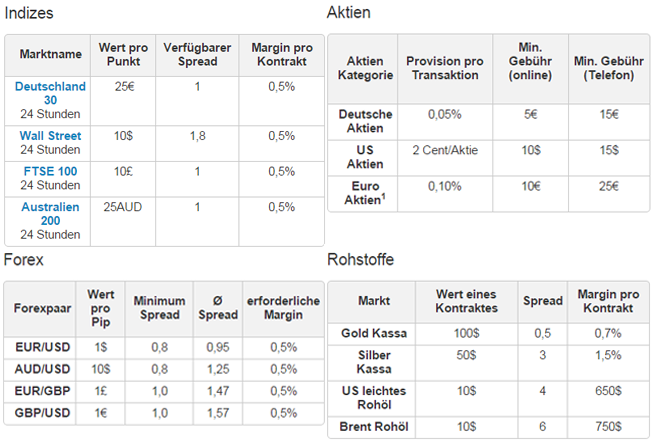 Indizes
Marktname Wert pro Punkt Verfügbarer Spread Margin pro Kontrakt
Deutschland 30 24 Stunden 25€ 1 0,5%
Wall Street 24 Stunden 10$ 1,8 0,5%
FTSE 100 24 Stunden 10£ 1 0,5%
Australien 200 24 Stunden 25AUD 1 0,5%
Aktien
Aktien Kategorie Provision pro Transaktion Min. Gebühr (online) Min. Gebühr (Telefon)
Deutsche Aktien 0,05% 5€ 15€
US Aktien 2 Cent/Aktie 10$ 15$
Euro Aktien¹ 0,10% 10€ 25€
Forex
Forexpaar Wert pro Pip Minimum Spread Ø Spread erforderliche Margin
EUR/USD 1$ 0,8 0,95 0,5%
AUD/USD 10$ 0,8 1,25 0,5%
EUR/GBP 1£ 1,0 1,47 0,5%
GBP/USD 1€ 1,0 1,57 0,5%
Rohstoffe
Markt Wert eines Kontraktes Spread Margin pro Kontrakt
Gold Kassa 100$ 0,5 0,7%
Silber Kassa 50$ 3 1,5%
US leichtes Rohöl 10$ 4 650$
Brent Rohöl 10$ 6 750$